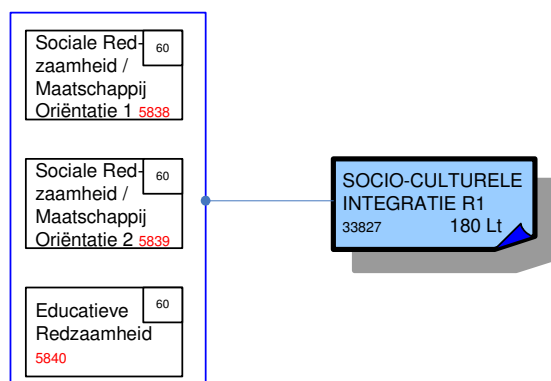 Sociale Red-
zaamheid /
Maatschappij
Oriëntatie 1 5838
60
Sociale Red-
zaamheid /
Maatschappij
Oriëntatie 2 5839
60
Educatieve
Redzaamheid
5840
60
SOCIO-CULTURELE
INTEGRATIE R1
33827 180 Lt